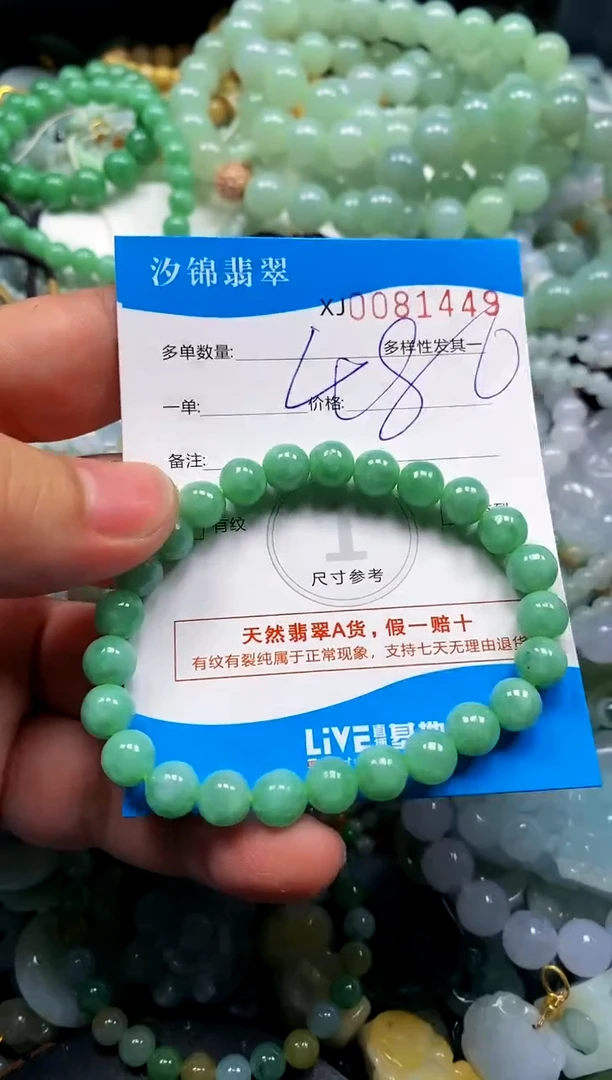 汐锦翡翠
XJ0081449
多单数量: 多样性发其一
480
一单: 价格:
备注:
有纹
1
尺寸参考
天然翡翠A货，假一赔十
有纹有裂纯属于正常现象，支持七天无理由退货
LiVE